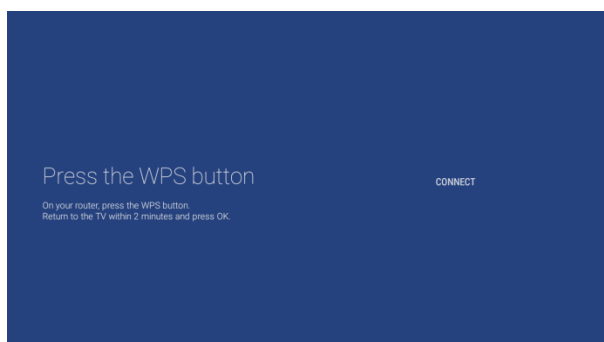 Press the WPS button
CONNECT
On your router, press the WPS button.
Return to the TV within 2 minutes and press OK.